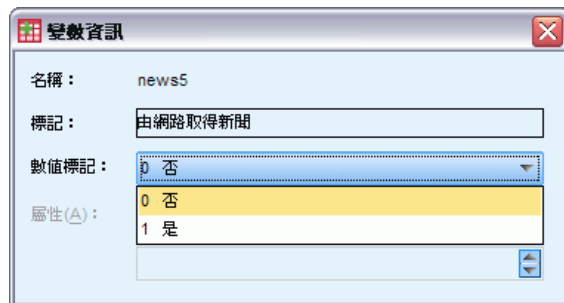 變數資訊
名稱： news5
標記： 由網路取得新聞
數值標記： 0 否
0 否
屬性(A)：
1 是